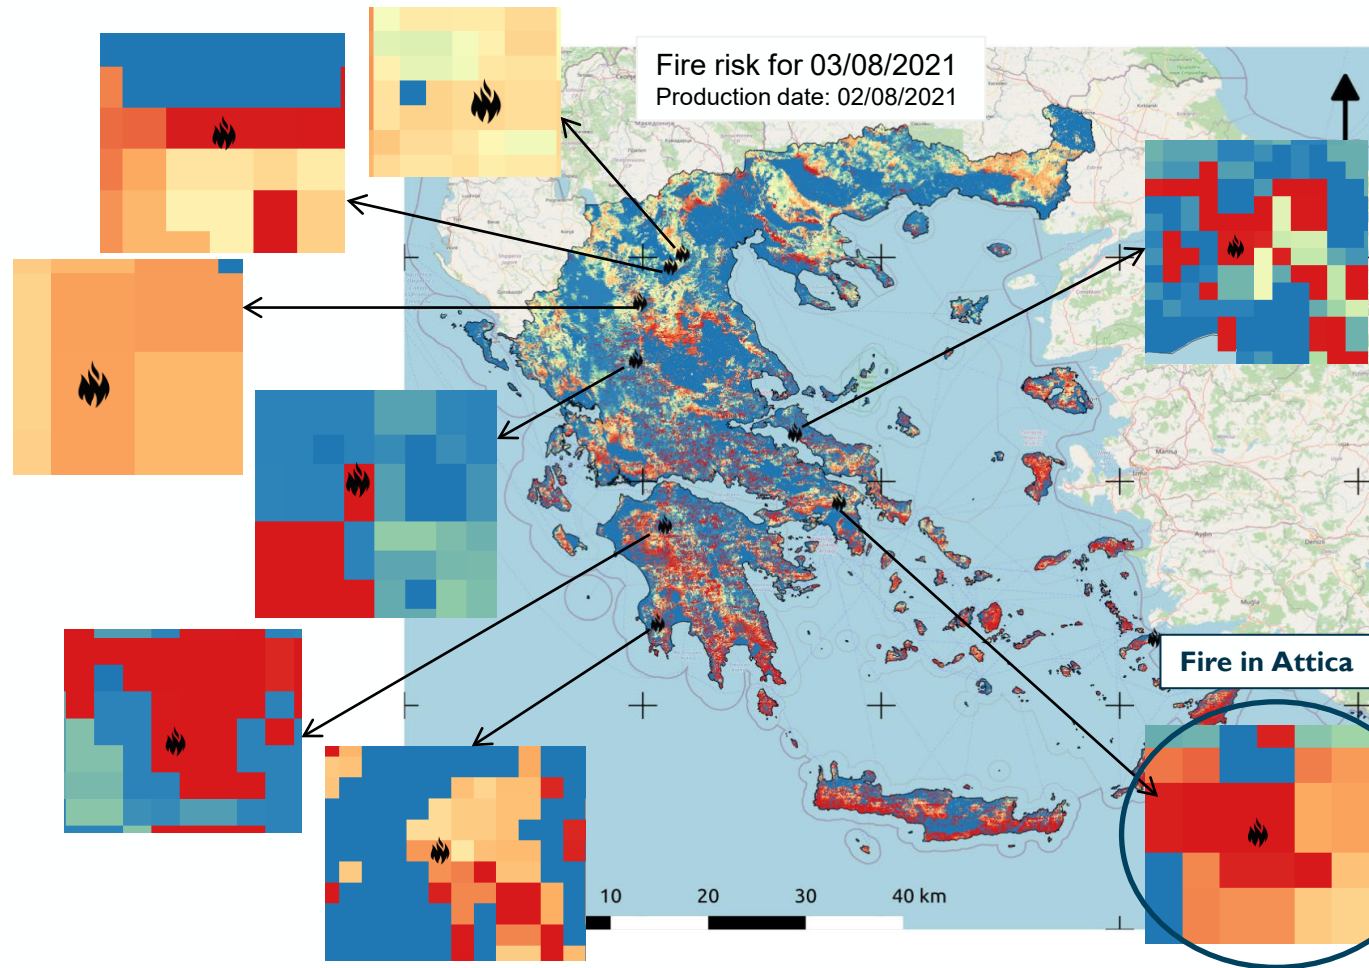 Fire risk for 03/08/2021
Production date: 02/08/2021
Fire in Attica
10 20 30 40 km